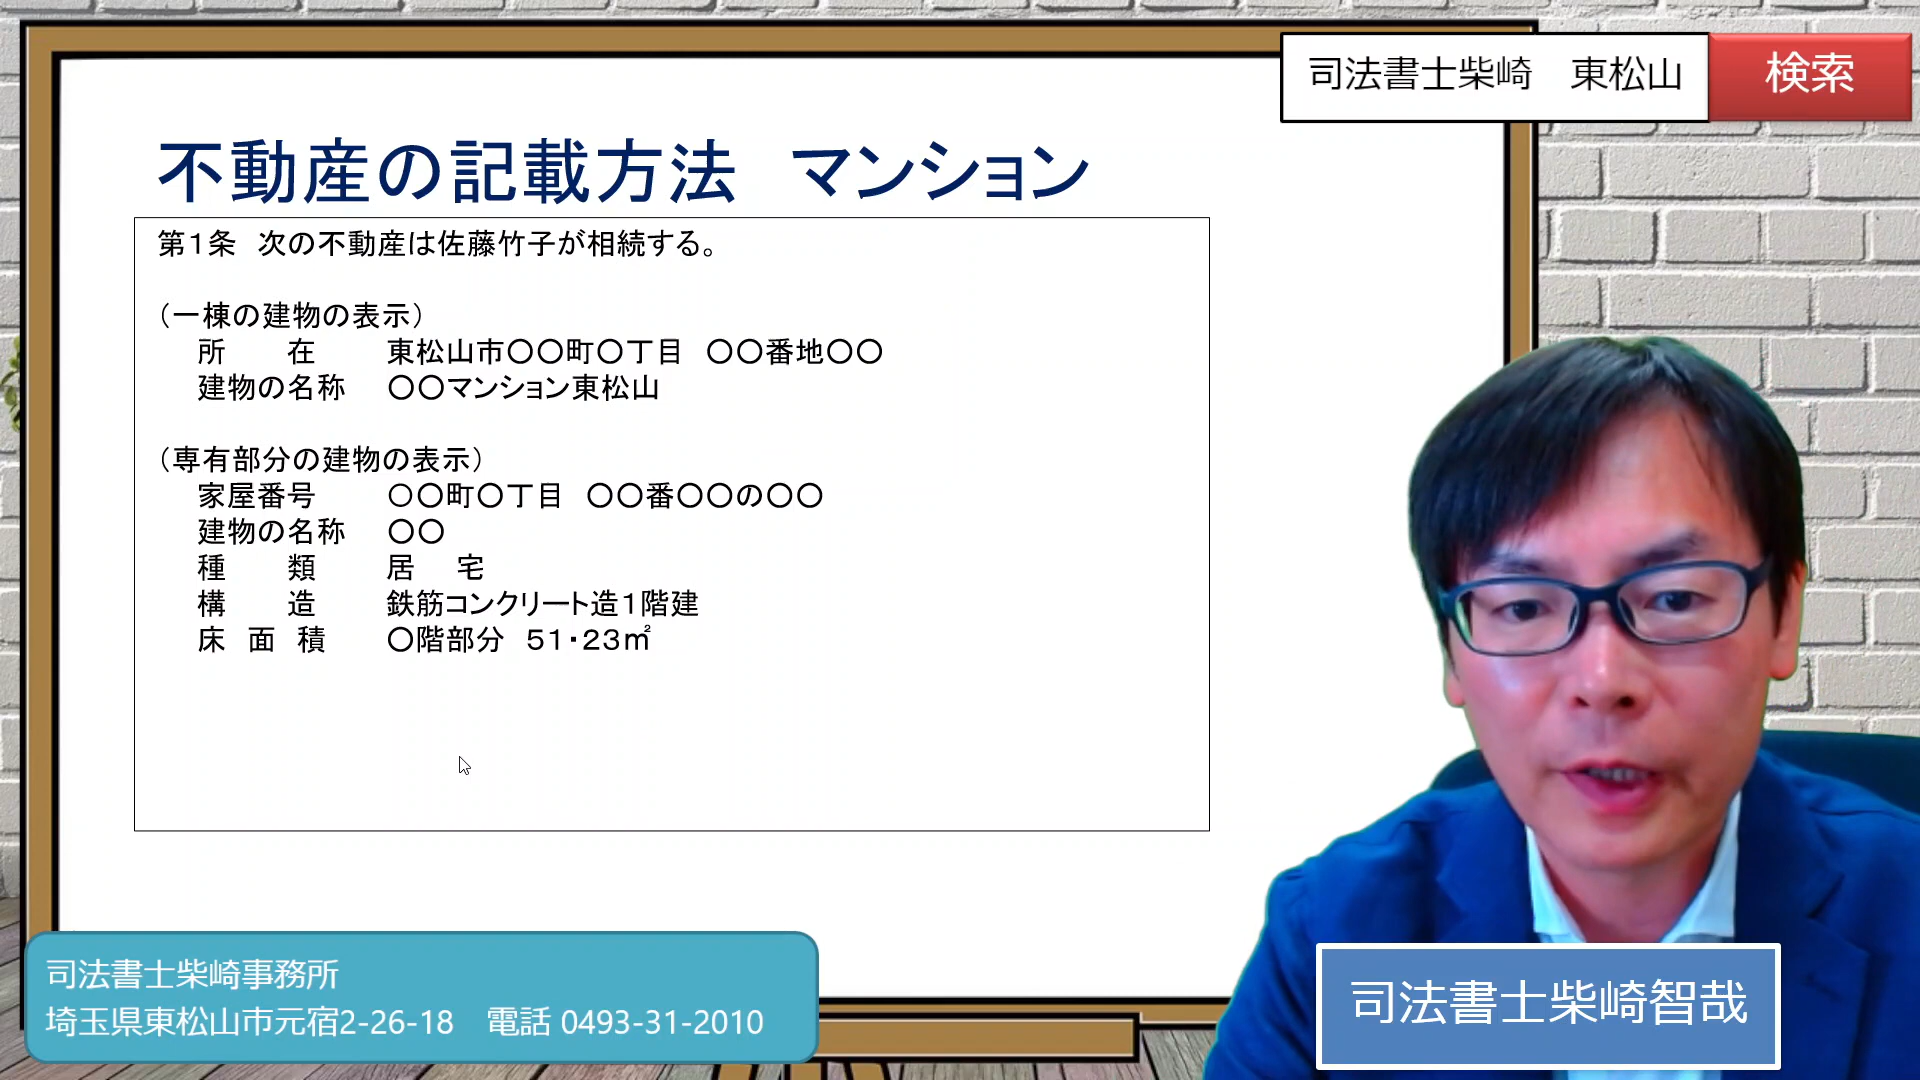 司法書士柴崎　東松山
検索
不動産の記載方法　マンション
第１条　次の不動産は佐藤竹子が相続する。
（一棟の建物の表示）
所　　在　　東松山市〇〇町〇丁目　〇〇番地〇〇
建物の名称　〇〇マンション東松山
（専有部分の建物の表示）
家屋番号　　〇〇町〇丁目　〇〇番〇〇の〇〇
建物の名称　〇〇
種　　類　　居　宅
構　　造　　鉄筋コンクリート造１階建
床　面　積　　〇階部分　５１・２３㎡
司法書士柴崎事務所
埼玉県東松山市元宿2-26-18　電話 0493-31-2010
司法書士柴崎智哉